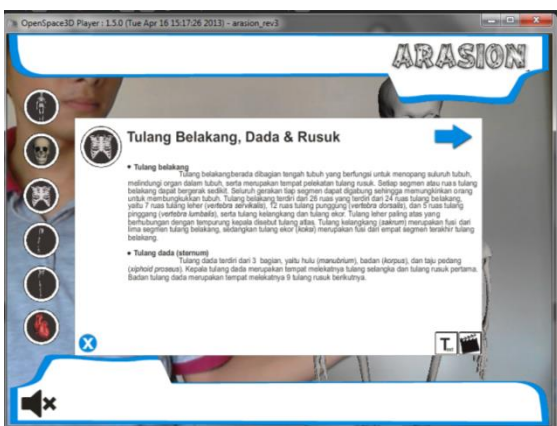 OpenSpace3D Player : 1.5.0 (Tue Apr 16 15:17:26 2013) - arasion_rev3
ARASION
Tulang Belakang, Dada & Rusuk
• Tulang belakang
Tulang belakangberada dibagian tengah tubuh yang berfungsi untuk menopang suluruh tubuh,
melindungi organ dalam tubuh, serta merupakan tempat pelekatan tulang rusuk. Setiap segmen atau ruas tulang
belakang dapat bergerak sedikit. Seluruh gerakan tiap segmen dapat digabung sehingga memungkinkan orang
untuk membungkukkan tubuh. Tulang belakang terdiri dari 26 ruas yang terdiri dari 24 ruas tulang belakang,
yaitu 7 ruas tulang leher (vertebra servikalis), 12 ruas tulang punggung (vertebra dorsalis), dan 5 ruas tulang
pinggang (vertebra lumbalis), serta tulang kelangkang dan tulang ekor. Tulang leher paling atas yang
berhubungan dengan tempurung kepala disebut tulang atlas. Tulang kelangkang (sakrum) merupakan fusi dari
lima segmen tulang belakang, sedangkan tulang ekor (koksi) merupakan fusi dari empat segmen terakhir tulang
belakang.
• Tulang dada (sternum)
Tulang dada terdiri dari 3 bagian, yaitu hulu (manubrium), badan (korpus), dan taju pedang
(xiphoid proseus). Kepala tulang dada merupakan tempat melekatnya tulang selangka dan tulang rusuk pertama.
Badan tulang dada merupakan tempat melekatnya 9 tulang rusuk berikutnya.
X
T